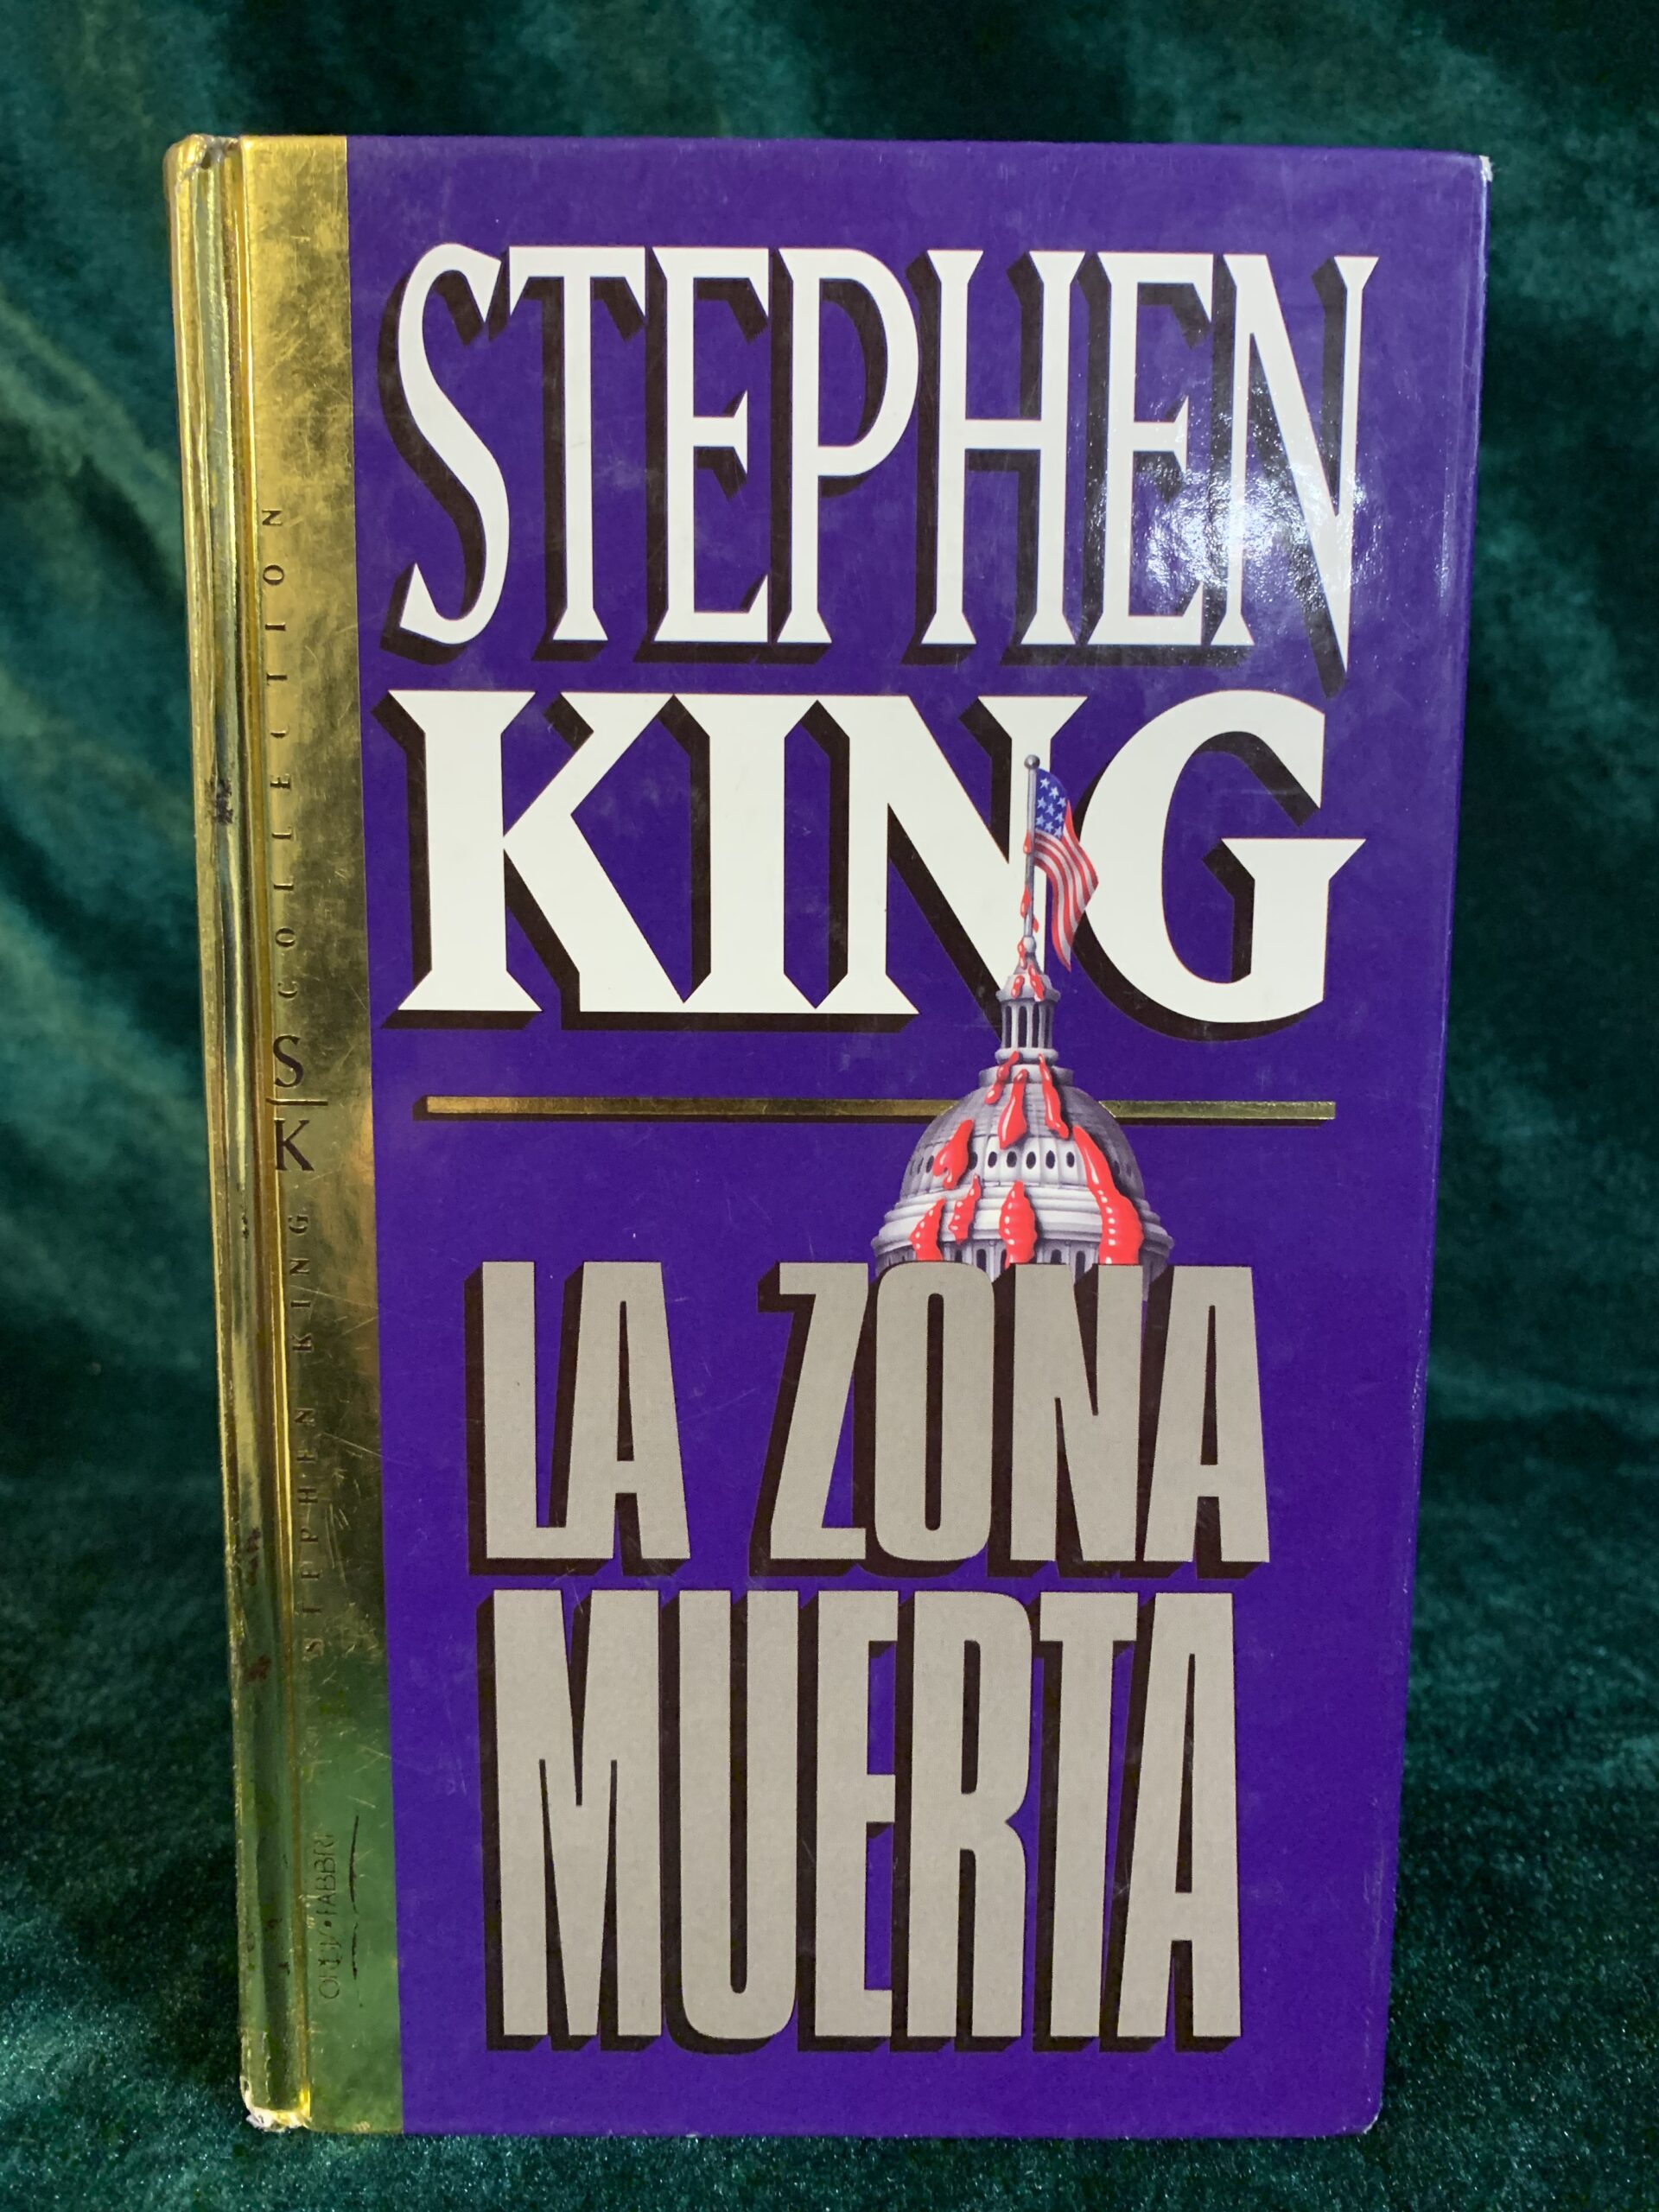 STEPHEN
KING
LA ZONA
MUERTA
STEPHEN KING SK COLLECTION
ORBIS • FABBRI